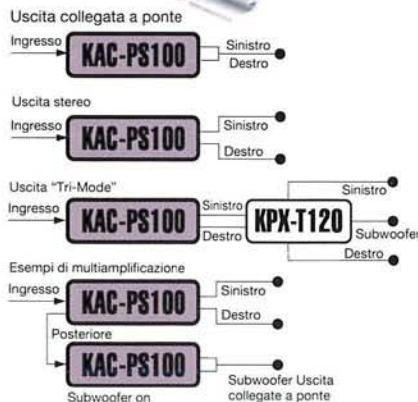 Uscita collegata a ponte
Ingresso
KAC-PS100
Sinistro
Destro
Uscita stereo
Ingresso
KAC-PS100
Sinistro
Destro
Uscita "Tri-Mode"
Ingresso
KAC-PS100
Sinistro
Destro
KPX-T120
Sinistro
Subwoofer
Destro
Esempi di multiamplificazione
Ingresso
KAC-PS100
Sinistro
Destro
Posteriore
KAC-PS100
Subwoofer on
Subwoofer Uscita
collegate a ponte